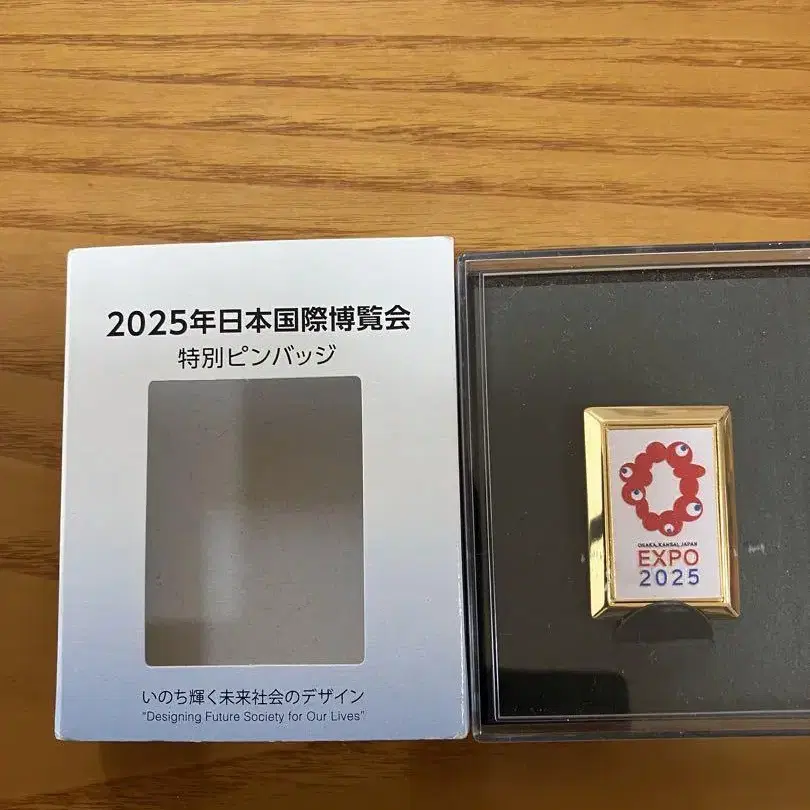 2025年日本国際博覧会
特別ピンバッジ
いのち輝く未来社会のデザイン
"Designing Future Society for Our Lives"
OSAKA, KANSAI, JAPAN
EXPO
2025